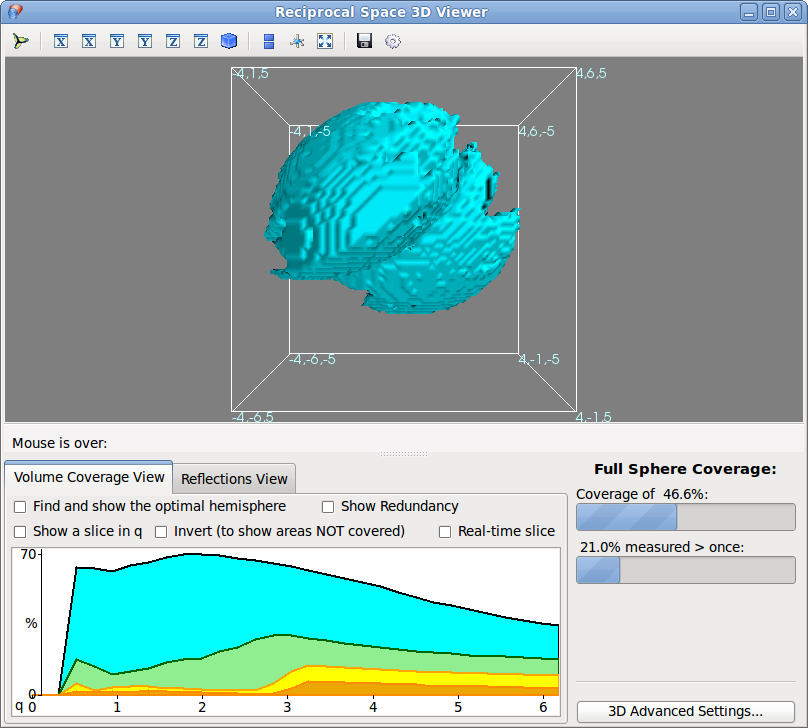 Reciprocal Space 3D Viewer
X X Y Y Z Z
-4,1,5 4,6,5
-4,1,-5 4,6,-5
-4,-6,-5 4,-1,-5
-4,-6,5 4,-1,5
Mouse is over:
Volume Coverage View Reflections View
Find and show the optimal hemisphere Show Redundancy
Show a slice in q Invert (to show areas NOT covered) Real-time slice
70
%
0
q 0 1 2 3 4 5 6
Full Sphere Coverage:
Coverage of 46.6%:
21.0% measured > once:
3D Advanced Settings...